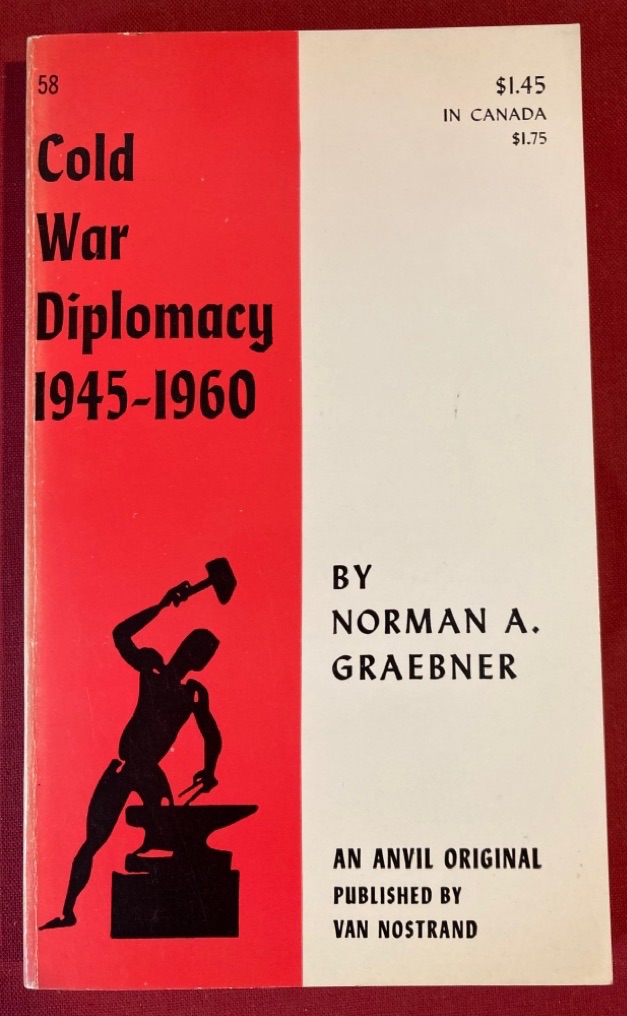 58
Cold
War
Diplomacy
1945-1960
$1.45
IN CANADA
$1.75
BY
NORMAN A.
GRAEBNER
AN ANVIL ORIGINAL
PUBLISHED BY
VAN NOSTRAND